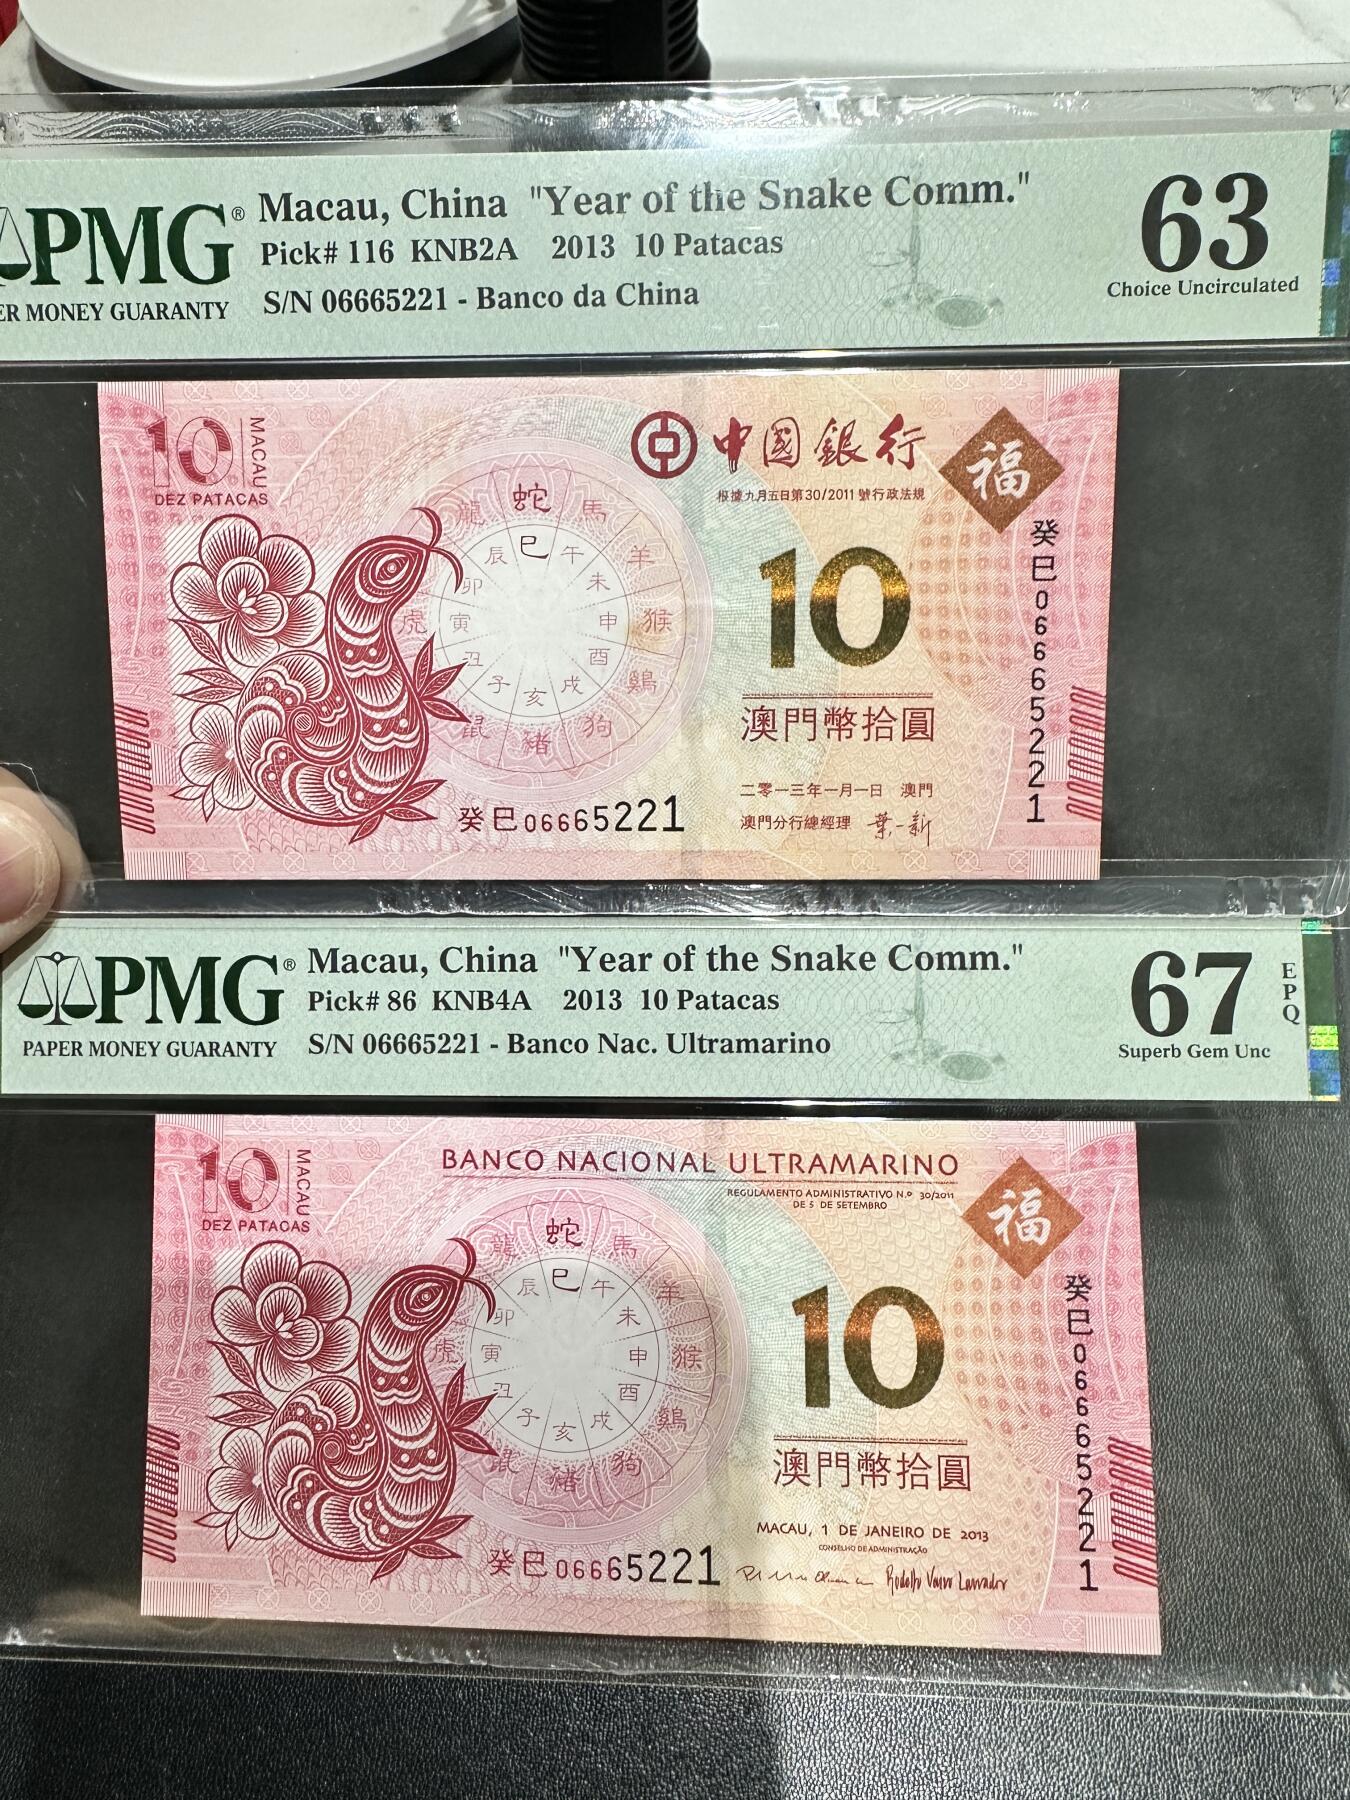 PMG® Macau, China "Year of the Snake Comm." 63
Pick# 116 KNB2A 2013 10 Patacas
ER MONEY GUARANTY S/N 06665221 - Banco da China Choice Uncirculated
10 MACAU
DEZ PATACAS
中國銀行
福
根據九月五日第30/2011號行政法規
蛇 馬 羊 猴 鷄 狗 豬 鼠 虎 龍
巳 午 未 申 酉 戌 亥 子 丑 寅 卯 辰
10
澳門幣拾圓
二零一三年一月一日 澳門
澳門分行總經理 葉一新
癸巳06665221
癸巳06665221
PMG® Macau, China "Year of the Snake Comm." 67 EPQ
Pick# 86 KNB4A 2013 10 Patacas
PAPER MONEY GUARANTY S/N 06665221 - Banco Nac. Ultramarino Superb Gem Unc
10 MACAU
DEZ PATACAS
BANCO NACIONAL ULTRAMARINO
福
REGULAMENTO ADMINISTRATIVO N.º 30/2011
DE 5 DE SETEMBRO
蛇 馬 羊 猴 鷄 狗 豬 鼠 虎 龍
巳 午 未 申 酉 戌 亥 子 丑 寅 卯 辰
10
澳門幣拾圓
MACAU, 1 DE JANEIRO DE 2013
CONSELHO DE ADMINISTRAÇÃO
癸巳06665221
癸巳06665221